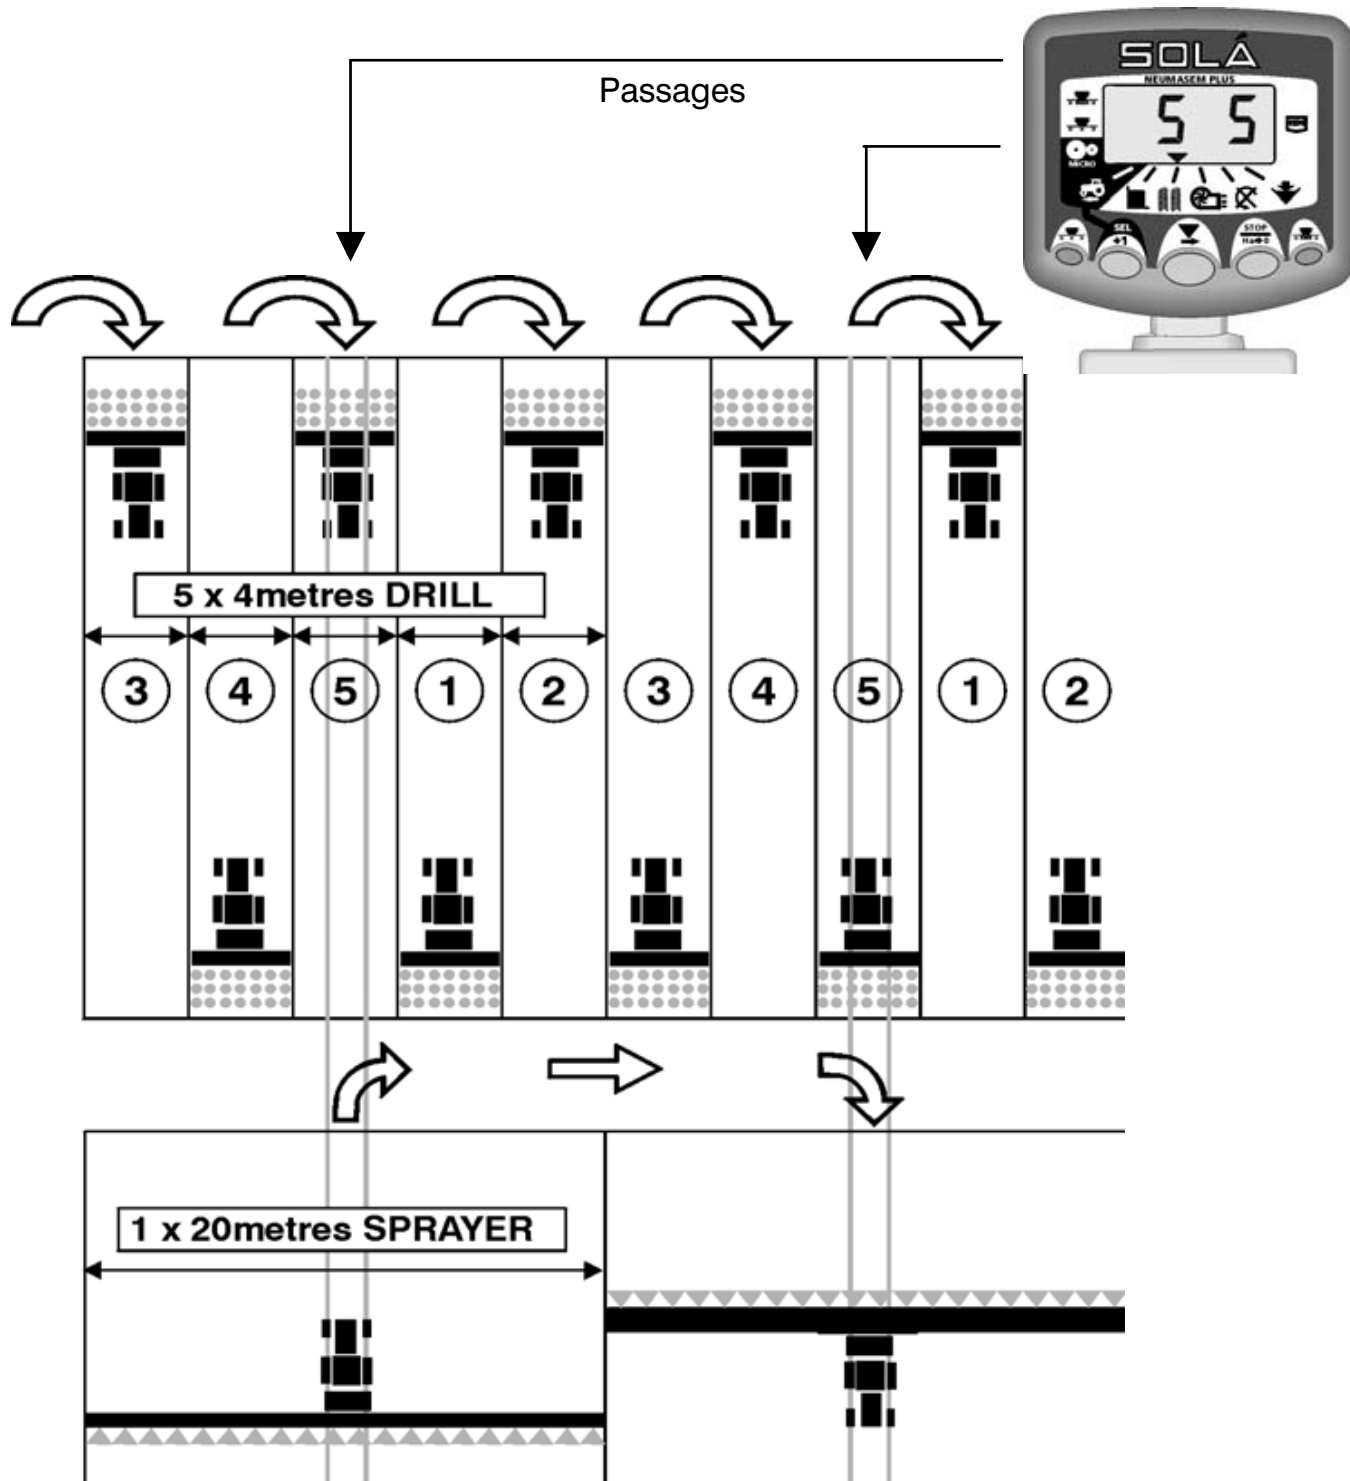 SOLÁ
NEUMASEM PLUS
Passages
5 5
MICRO
SEL
+1
STOP
5 x 4metres DRILL
3 4 5 1 2 3 4 5 1 2
1 x 20metres SPRAYER